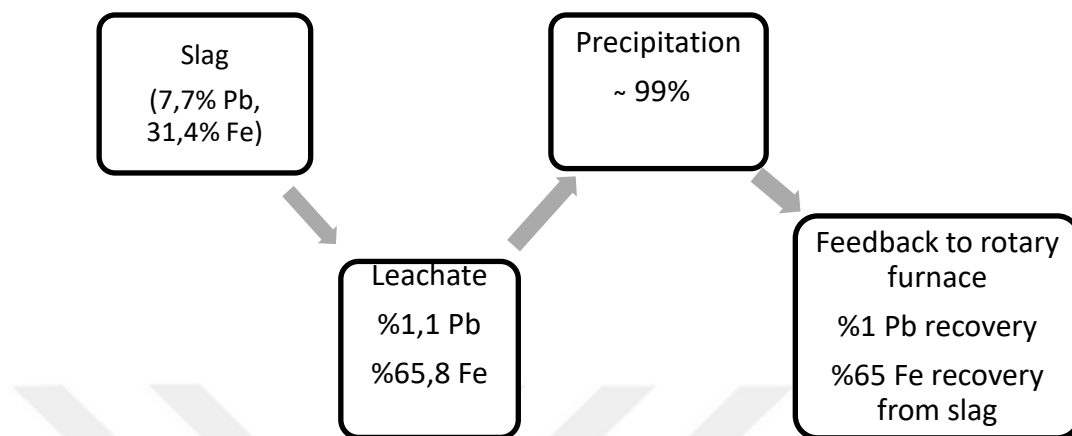 Slag
(7,7% Pb,
31,4% Fe)
Leachate
%1,1 Pb
%65,8 Fe
Precipitation
~ 99%
Feedback to rotary
furnace
%1 Pb recovery
%65 Fe recovery
from slag